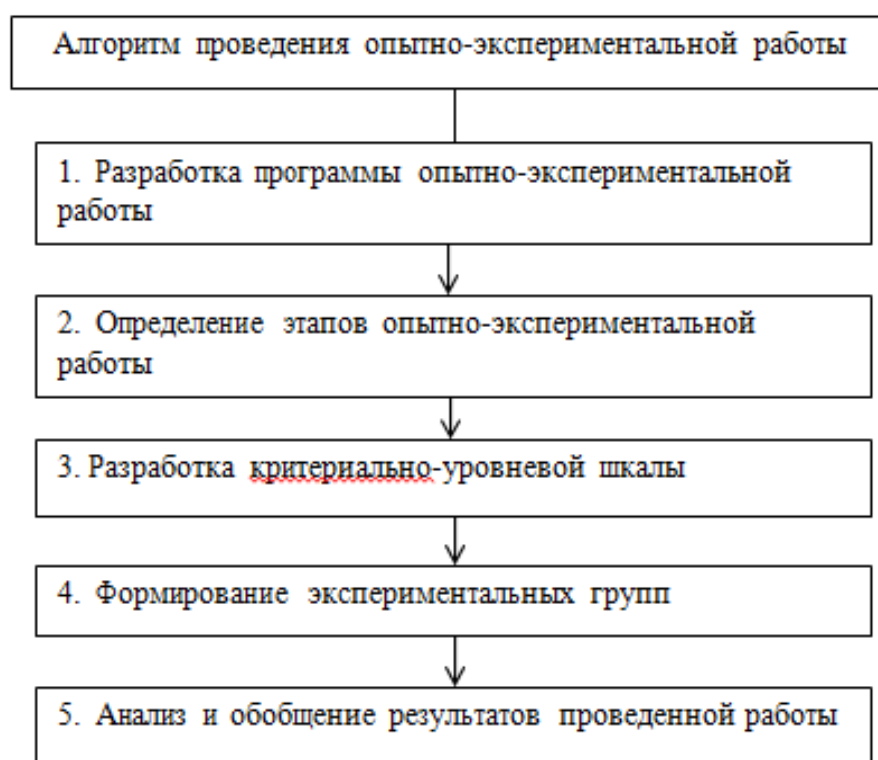 Алгоритм проведения опытно-экспериментальной работы
1. Разработка программы опытно-экспериментальной
работы
2. Определение этапов опытно-экспериментальной
работы
3. Разработка критериально-уровневой шкалы
4. Формирование экспериментальных групп
5. Анализ и обобщение результатов проведенной работы